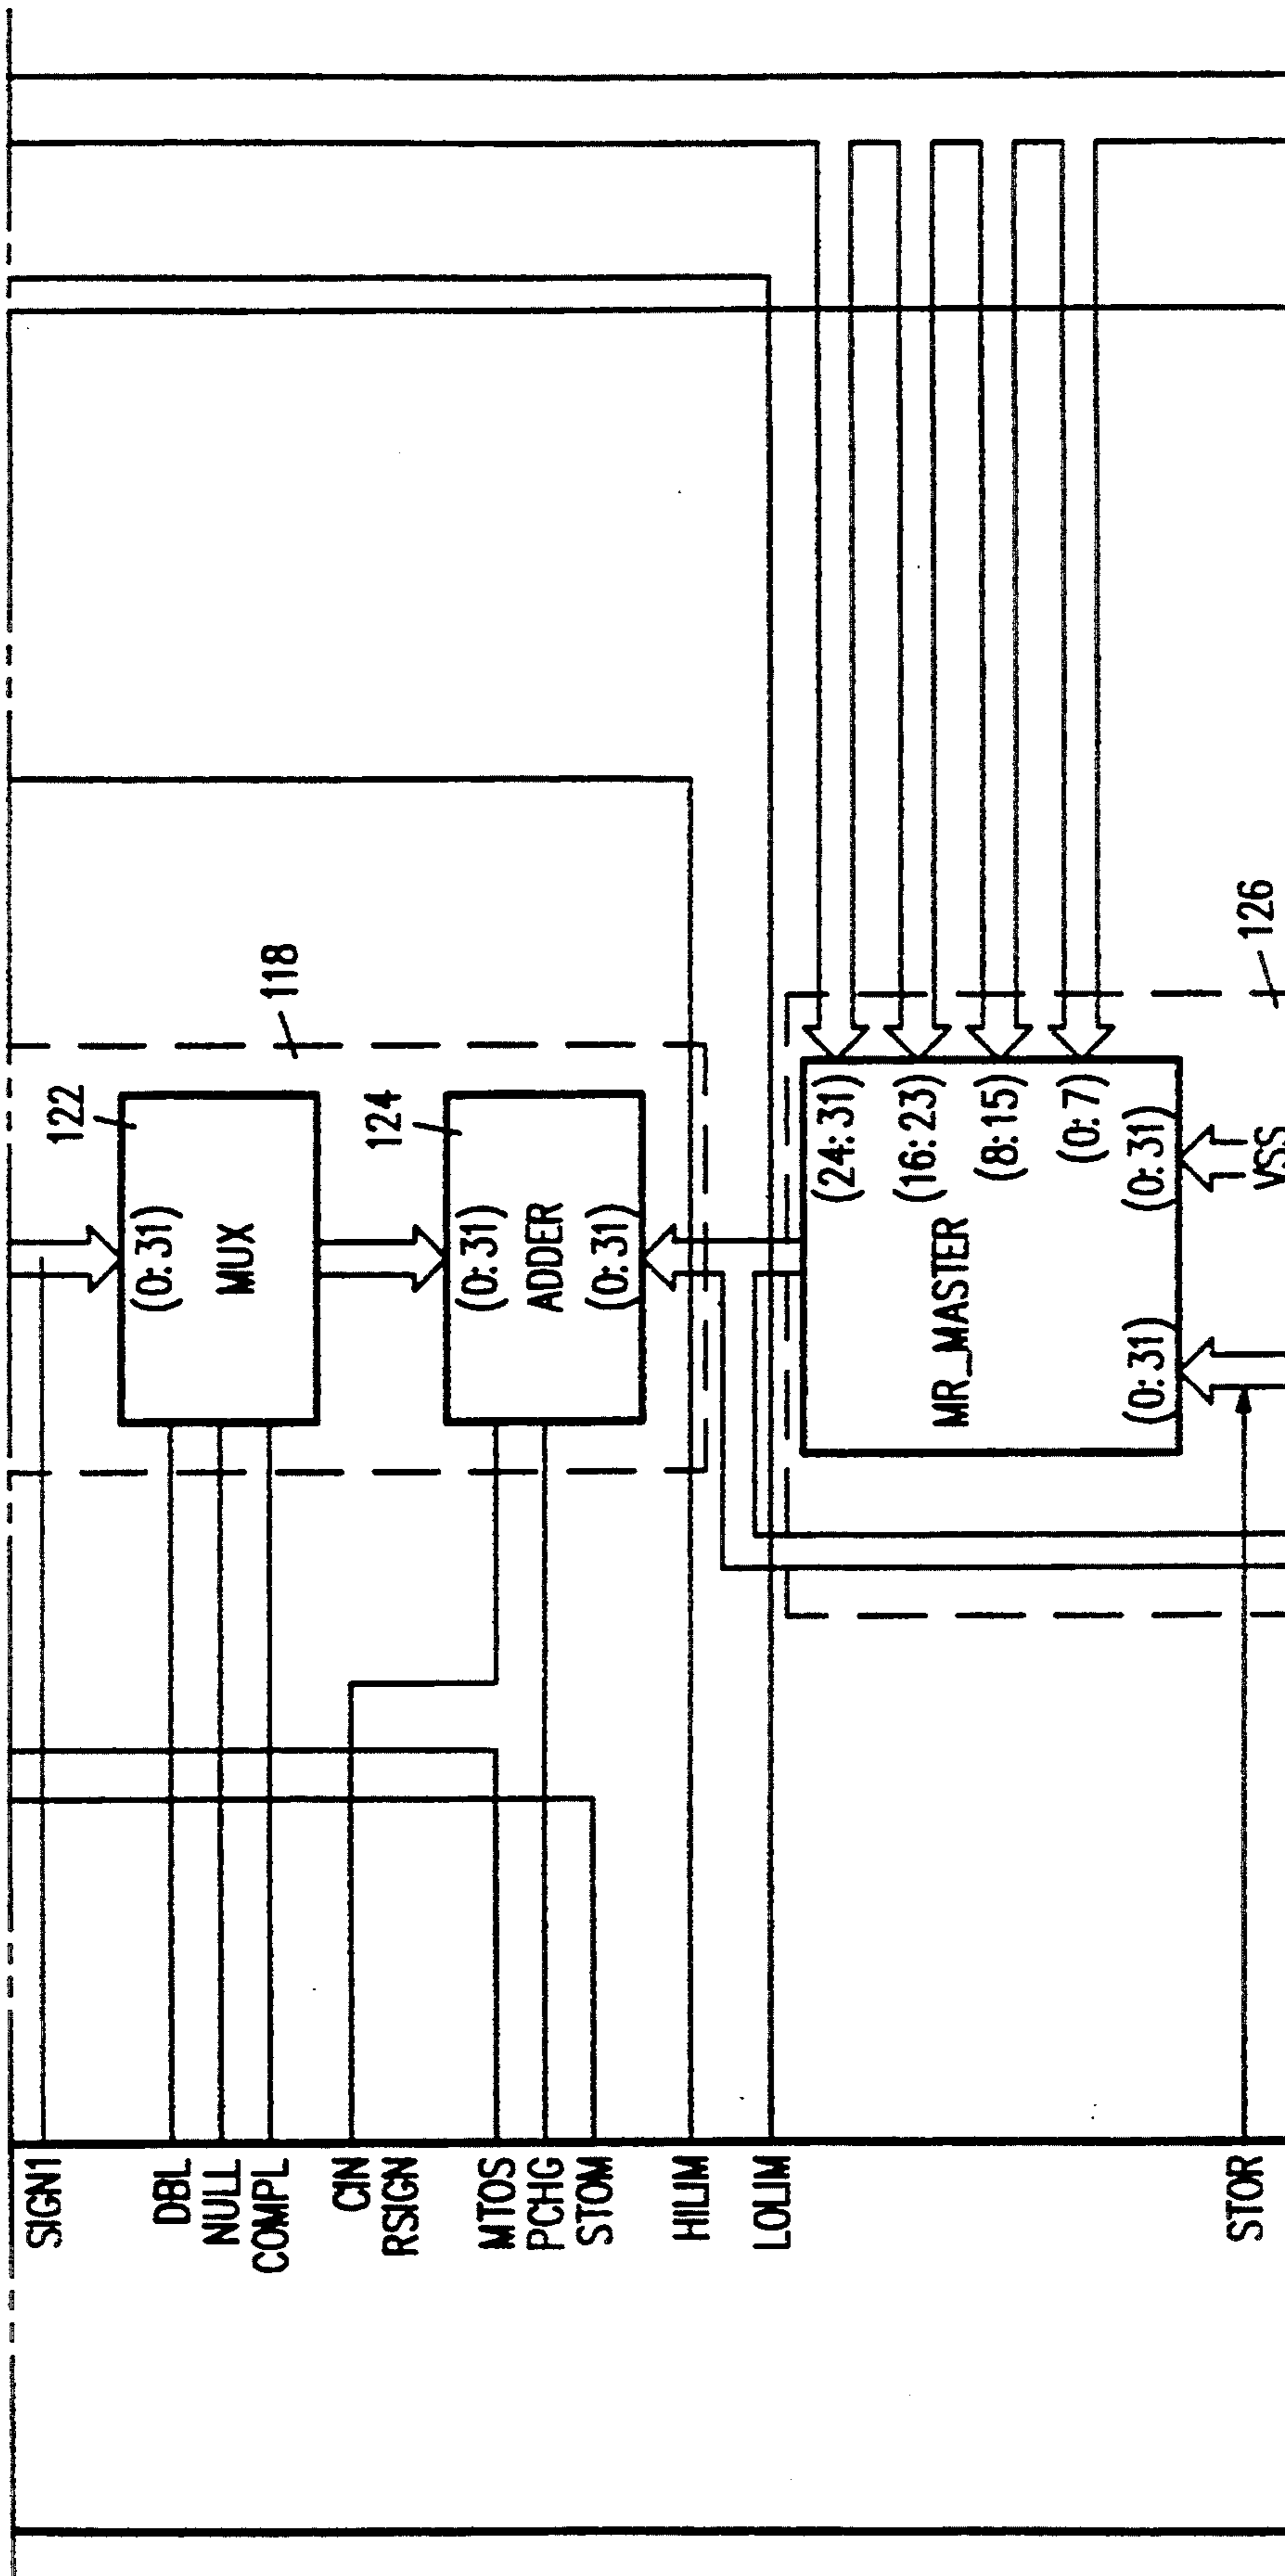 SIGN1
DBL
NULL
COMPL
CIN
RSIGN
MTOS
PCHG
STOM
HILIM
LOLIM
STOR
122
(0:31)
MUX
118
124
(0:31)
ADDER
(0:31)
126
(24:31)
(16:23)
(8:15)
(0:7)
MR_MASTER
(0:31)
(0:31)
VSS